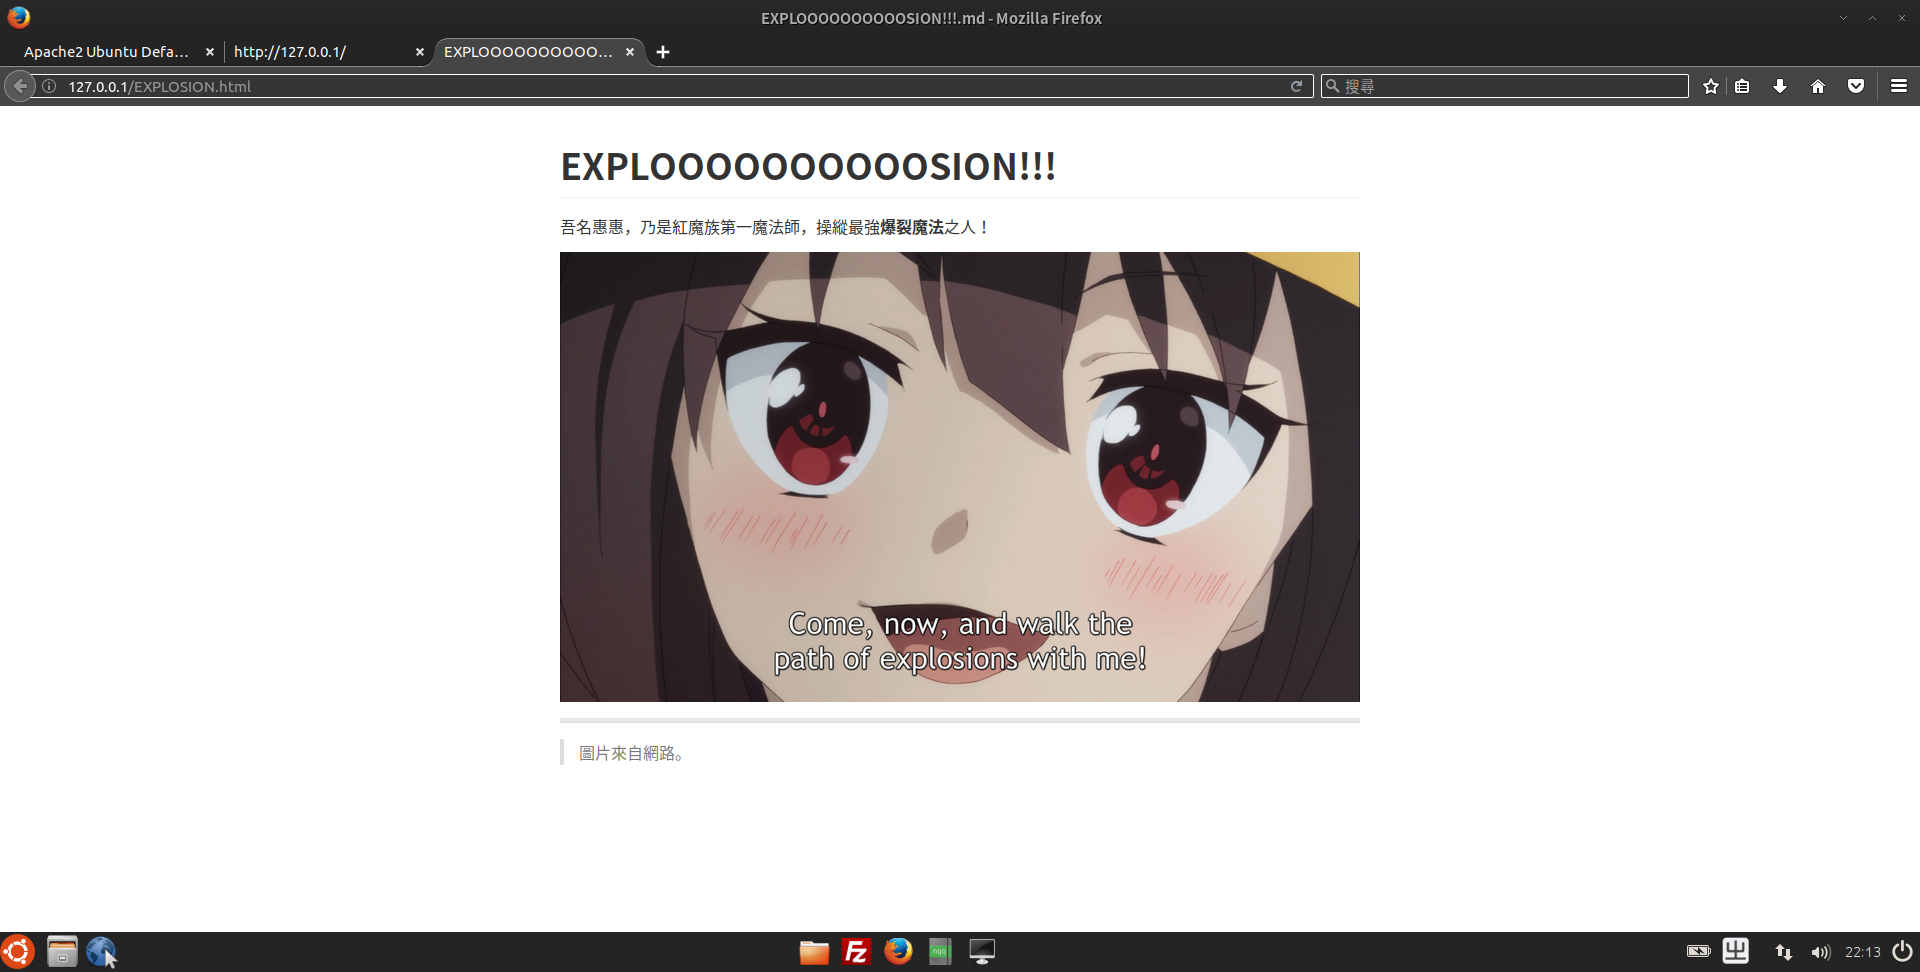 EXPLOOOOOOOOOOSION!!!.md - Mozilla Firefox
Apache2 Ubuntu Defa...
http://127.0.0.1/
EXPLOOOOOOOOOO...
127.0.0.1/EXPLOSION.html
搜尋
EXPLOOOOOOOOOOSION!!!
吾名惠惠，乃是紅魔族第一魔法師，操縱最強爆裂魔法之人！
Come, now, and walk the
path of explosions with me!
圖片來自網路。
Fz
nqq
22:13